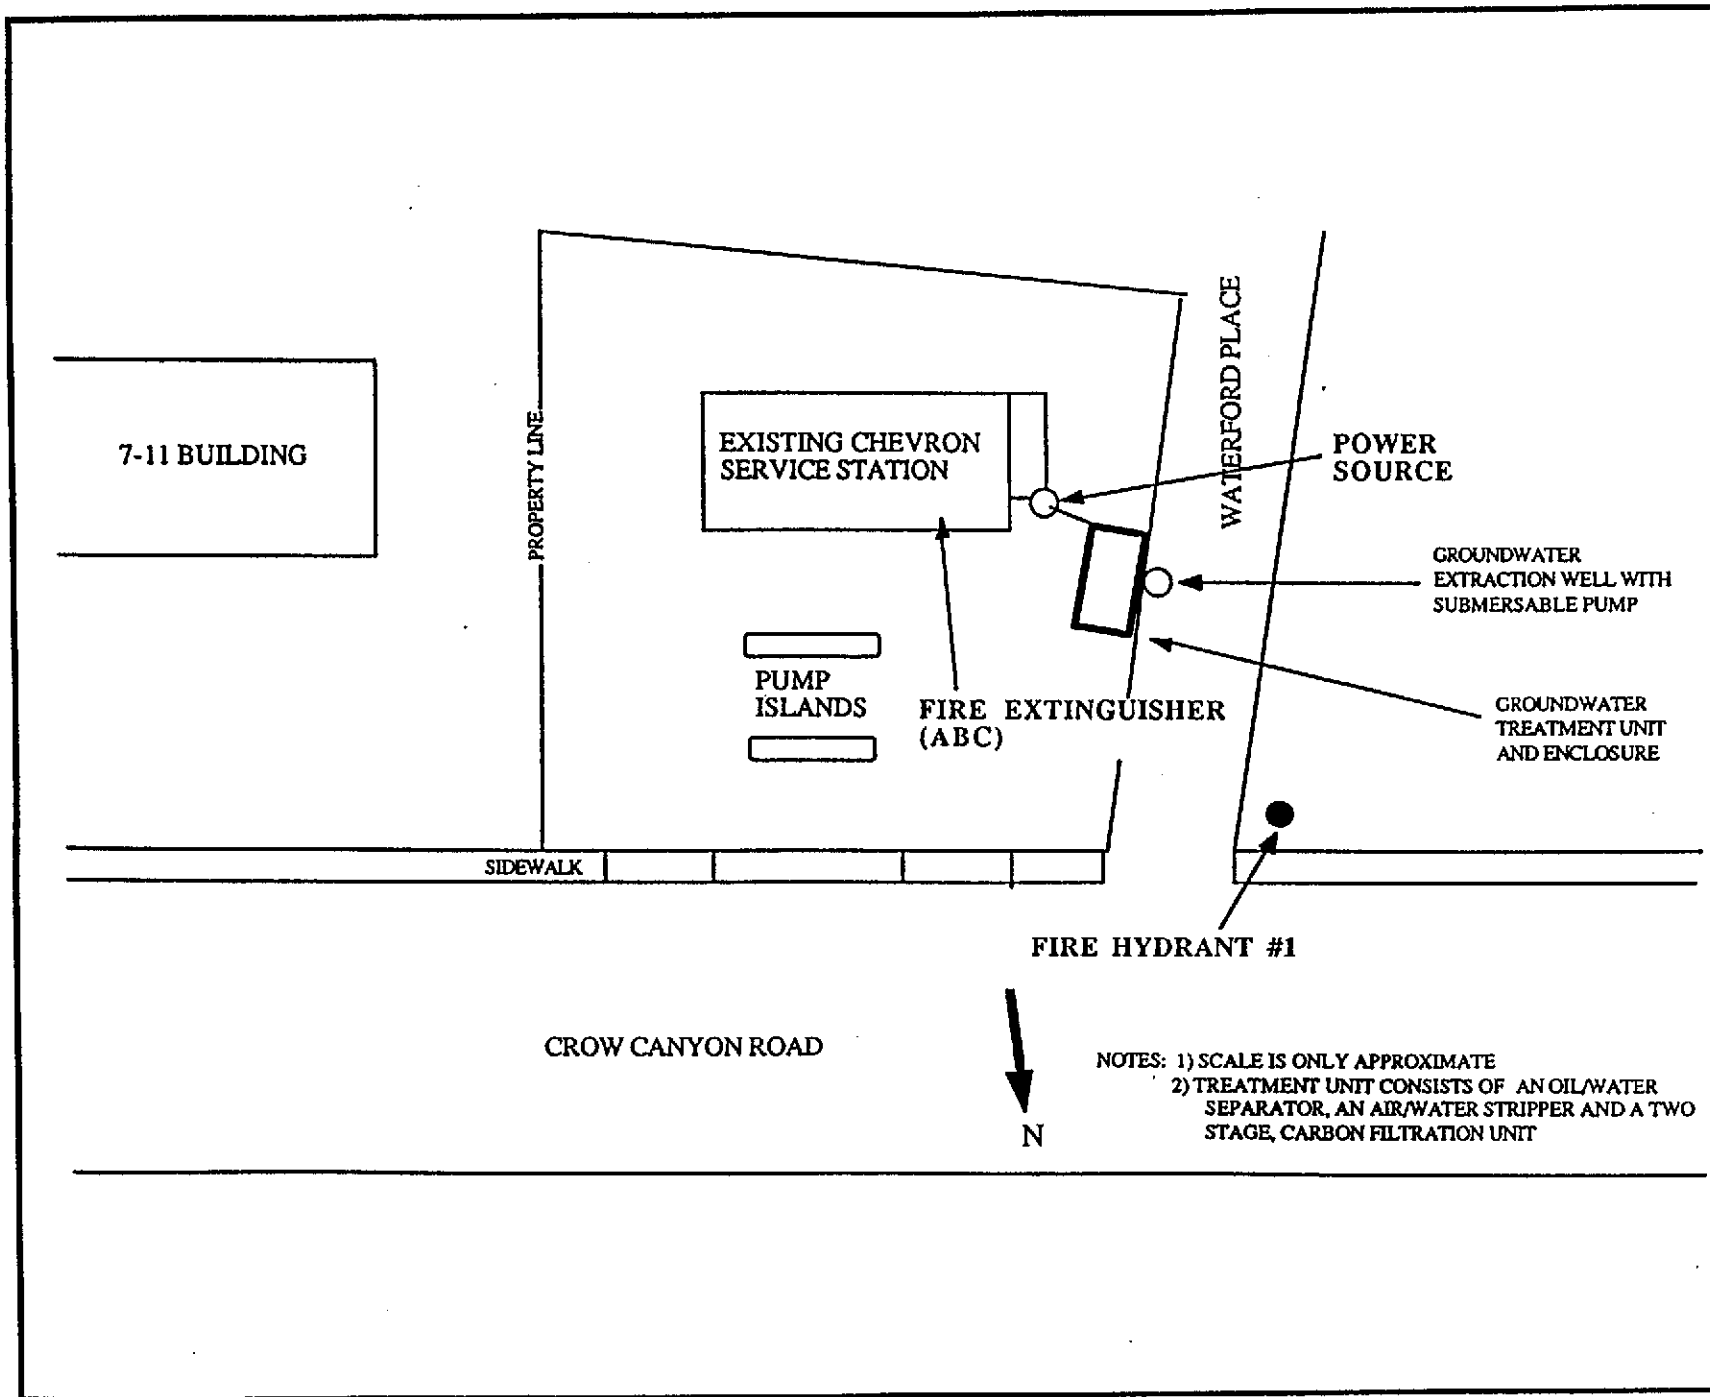 7-11 BUILDING
PROPERTY LINE
EXISTING CHEVRON
SERVICE STATION
WATERFORD PLACE
POWER
SOURCE
GROUNDWATER
EXTRACTION WELL WITH
SUBMERSABLE PUMP
PUMP
ISLANDS
FIRE EXTINGUISHER
(ABC)
GROUNDWATER
TREATMENT UNIT
AND ENCLOSURE
SIDEWALK
FIRE HYDRANT #1
CROW CANYON ROAD
N
NOTES: 1) SCALE IS ONLY APPROXIMATE
2) TREATMENT UNIT CONSISTS OF AN OIL/WATER
SEPARATOR, AN AIR/WATER STRIPPER AND A TWO
STAGE, CARBON FILTRATION UNIT